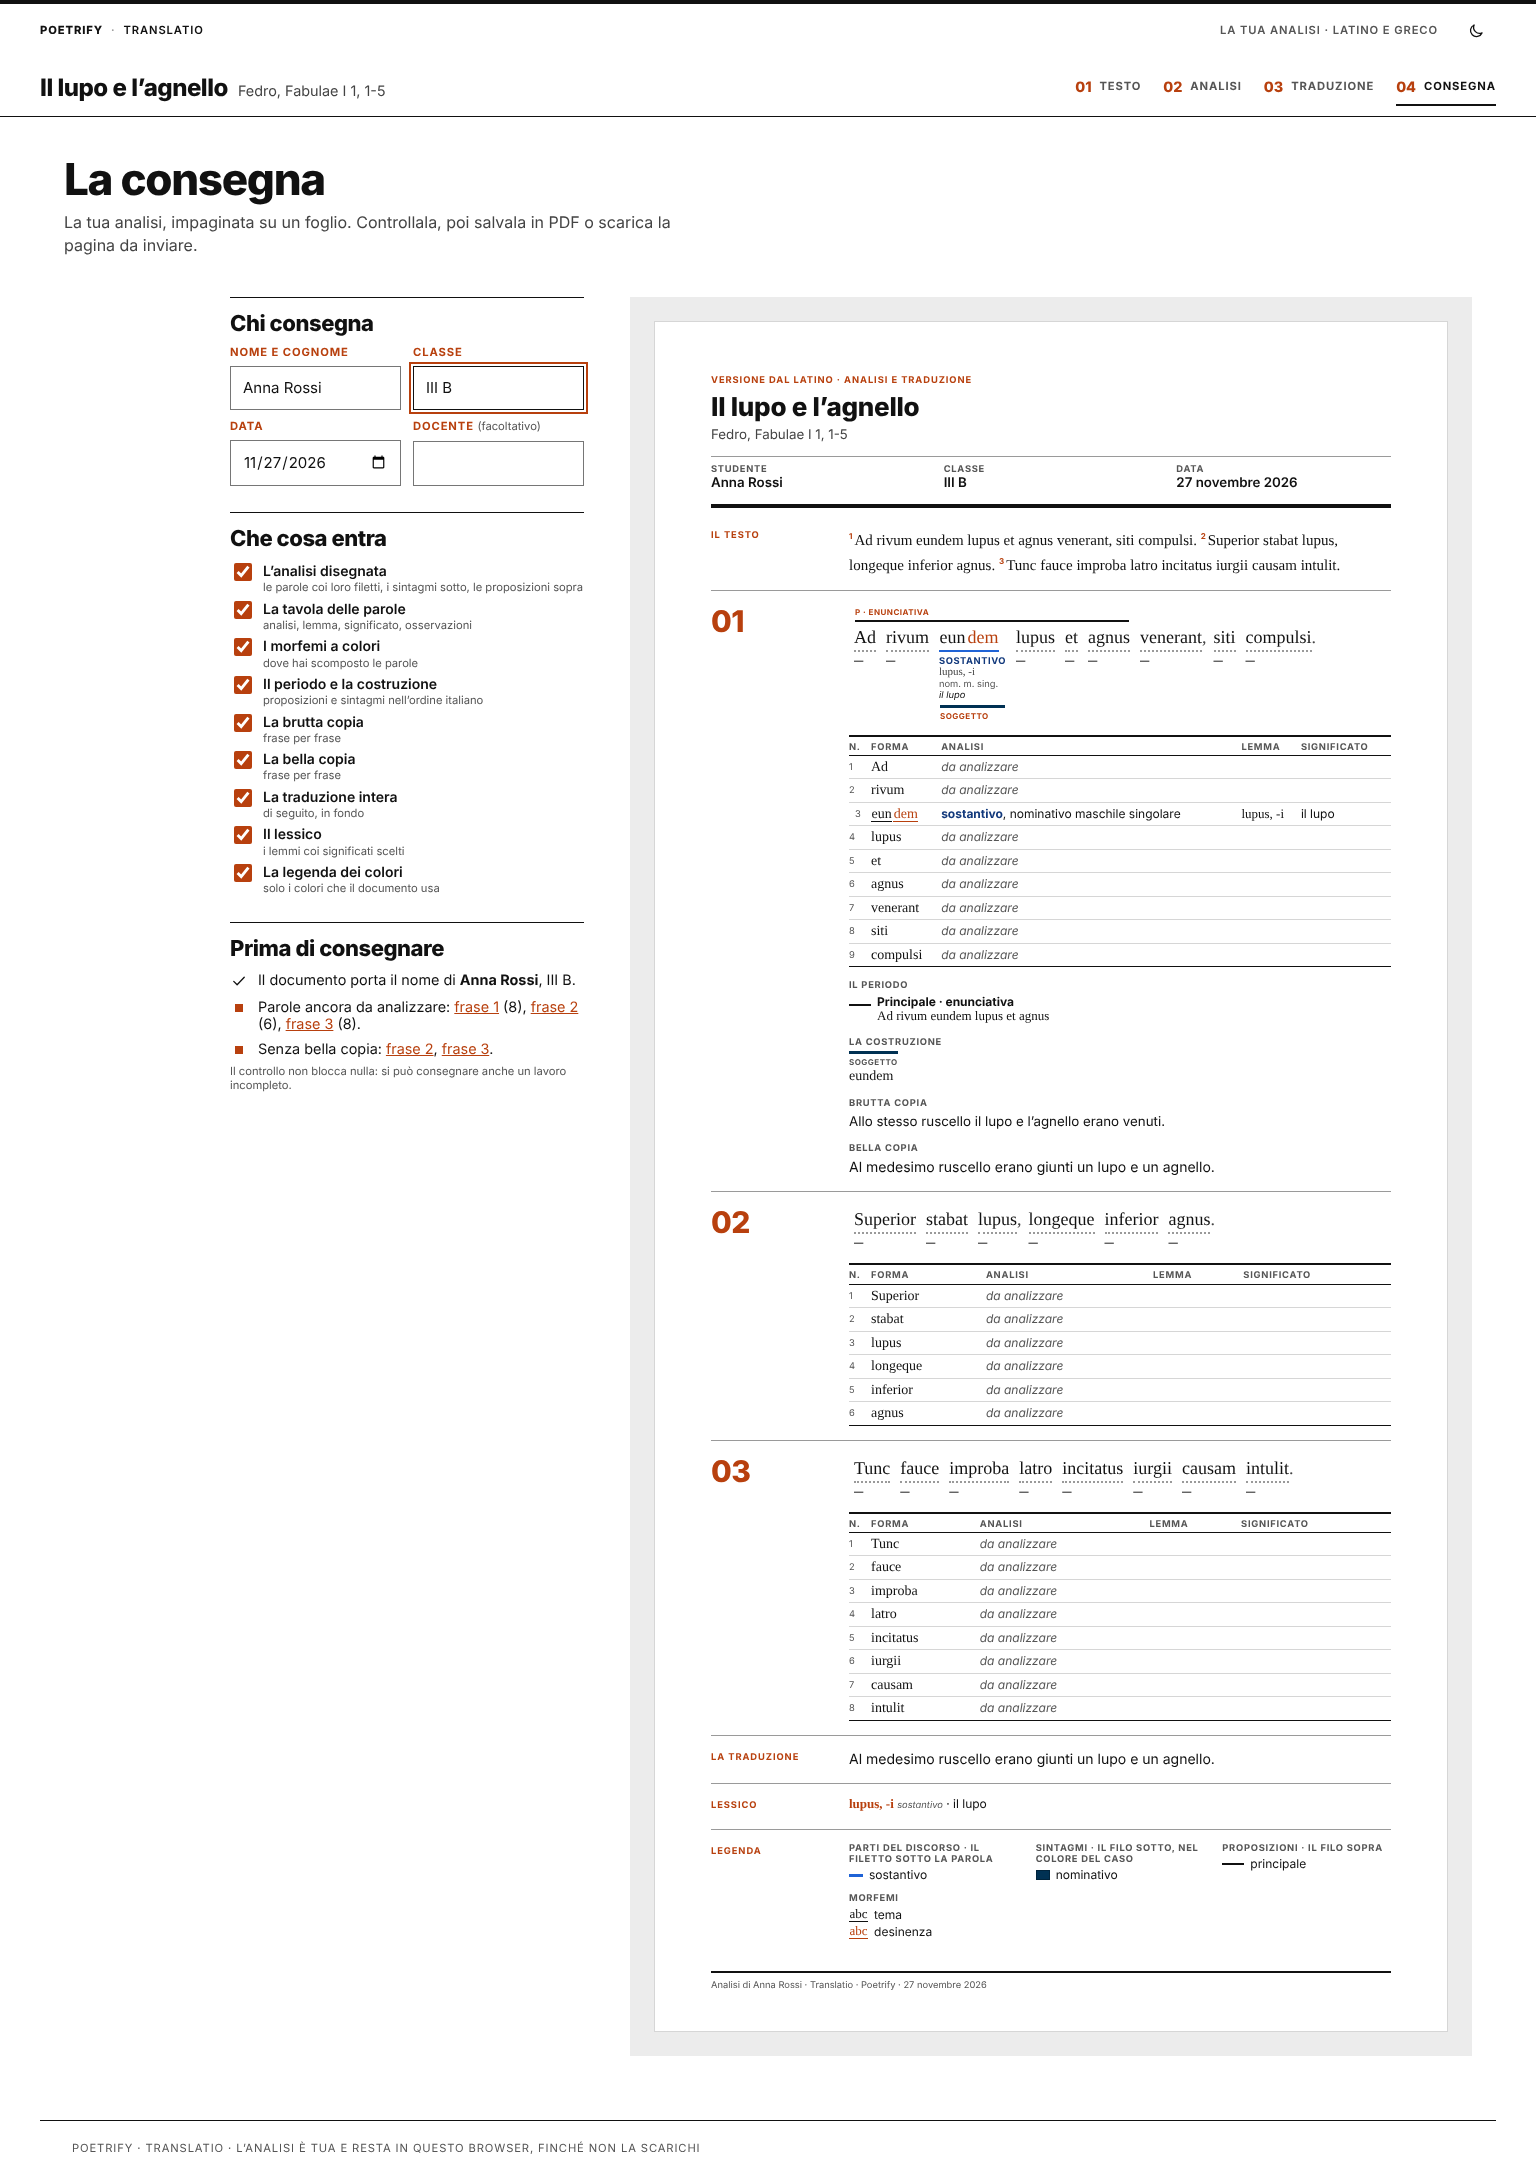 POETRIFY · TRANSLATIO
LA TUA ANALISI · LATINO E GRECO
Il lupo e l’agnello Fedro, Fabulae I 1, 1-5
01 TESTO 02 ANALISI 03 TRADUZIONE 04 CONSEGNA
La consegna
La tua analisi, impaginata su un foglio. Controllala, poi salvala in PDF o scarica la
pagina da inviare.
Chi consegna
NOME E COGNOME CLASSE
Anna Rossi III B
DATA DOCENTE (facoltativo)
11/27/2026
Che cosa entra
L’analisi disegnata
le parole coi loro filetti, i sintagmi sotto, le proposizioni sopra
La tavola delle parole
analisi, lemma, significato, osservazioni
I morfemi a colori
dove hai scomposto le parole
Il periodo e la costruzione
proposizioni e sintagmi nell’ordine italiano
La brutta copia
frase per frase
La bella copia
frase per frase
La traduzione intera
di seguito, in fondo
Il lessico
i lemmi coi significati scelti
La legenda dei colori
solo i colori che il documento usa
Prima di consegnare
Il documento porta il nome di Anna Rossi, III B.
Parole ancora da analizzare: frase 1 (8), frase 2
(6), frase 3 (8).
Senza bella copia: frase 2, frase 3.
Il controllo non blocca nulla: si può consegnare anche un lavoro
incompleto.
VERSIONE DAL LATINO · ANALISI E TRADUZIONE
Il lupo e l’agnello
Fedro, Fabulae I 1, 1-5
STUDENTE CLASSE DATA
Anna Rossi III B 27 novembre 2026
IL TESTO
1 Ad rivum eundem lupus et agnus venerant, siti compulsi. 2 Superior stabat lupus,
longeque inferior agnus. 3 Tunc fauce improba latro incitatus iurgii causam intulit.
01
P · ENUNCIATIVA
Ad rivum eundem lupus et agnus venerant, siti compulsi.
– – SOSTANTIVO – – – – – –
lupus, -i
nom. m. sing.
il lupo
SOGGETTO
N. FORMA ANALISI LEMMA SIGNIFICATO
1 Ad da analizzare
2 rivum da analizzare
3 eundem sostantivo, nominativo maschile singolare lupus, -i il lupo
4 lupus da analizzare
5 et da analizzare
6 agnus da analizzare
7 venerant da analizzare
8 siti da analizzare
9 compulsi da analizzare
IL PERIODO
Principale · enunciativa
Ad rivum eundem lupus et agnus
LA COSTRUZIONE
SOGGETTO
eundem
BRUTTA COPIA
Allo stesso ruscello il lupo e l’agnello erano venuti.
BELLA COPIA
Al medesimo ruscello erano giunti un lupo e un agnello.
02
Superior stabat lupus, longeque inferior agnus.
– – – – – –
N. FORMA ANALISI LEMMA SIGNIFICATO
1 Superior da analizzare
2 stabat da analizzare
3 lupus da analizzare
4 longeque da analizzare
5 inferior da analizzare
6 agnus da analizzare
03
Tunc fauce improba latro incitatus iurgii causam intulit.
– – – – – – – –
N. FORMA ANALISI LEMMA SIGNIFICATO
1 Tunc da analizzare
2 fauce da analizzare
3 improba da analizzare
4 latro da analizzare
5 incitatus da analizzare
6 iurgii da analizzare
7 causam da analizzare
8 intulit da analizzare
LA TRADUZIONE
Al medesimo ruscello erano giunti un lupo e un agnello.
LESSICO
lupus, -i sostantivo · il lupo
LEGENDA
PARTI DEL DISCORSO · IL
FILETTO SOTTO LA PAROLA
sostantivo
SINTAGMI · IL FILO SOTTO, NEL
COLORE DEL CASO
nominativo
PROPOSIZIONI · IL FILO SOPRA
principale
MORFEMI
abc tema
abc desinenza
Analisi di Anna Rossi · Translatio · Poetrify · 27 novembre 2026
POETRIFY · TRANSLATIO · L’ANALISI È TUA E RESTA IN QUESTO BROWSER, FINCHÉ NON LA SCARICHI